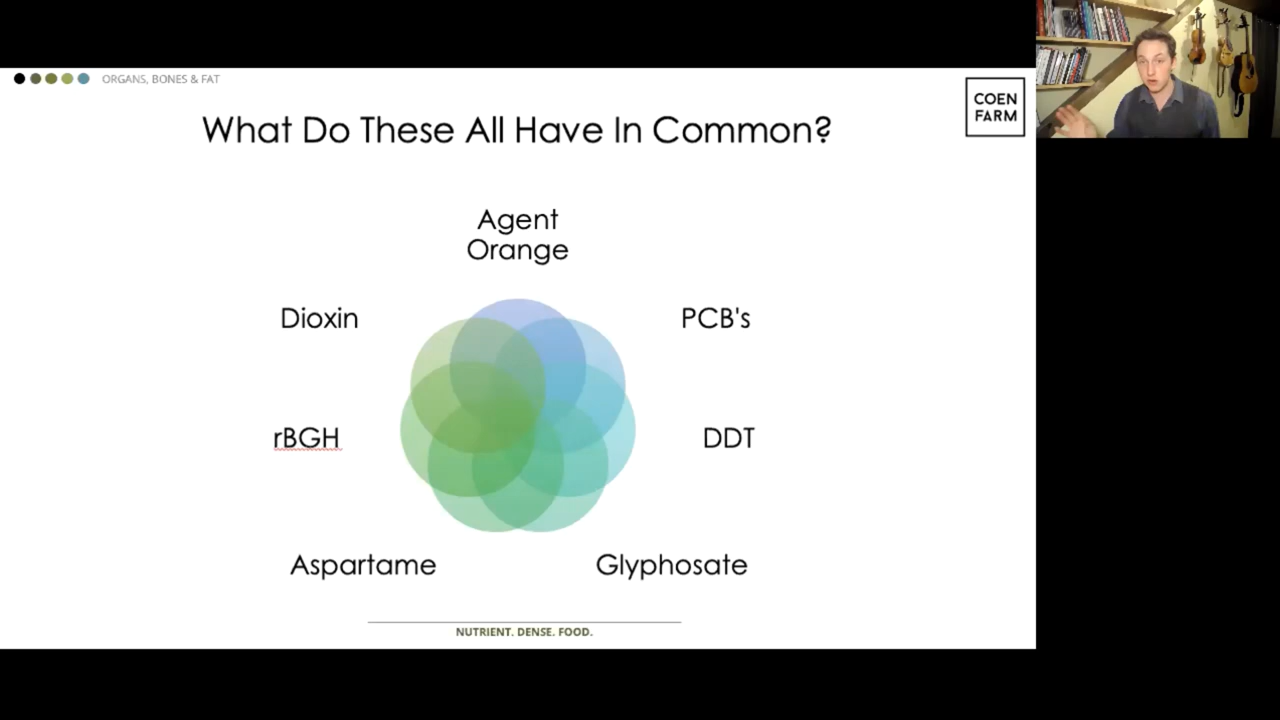 ORGANS, BONES & FAT
COEN
FARM
What Do These All Have In Common?
Agent
Orange
Dioxin
PCB's
rBGH
DDT
Aspartame
Glyphosate
NUTRIENT. DENSE. FOOD.